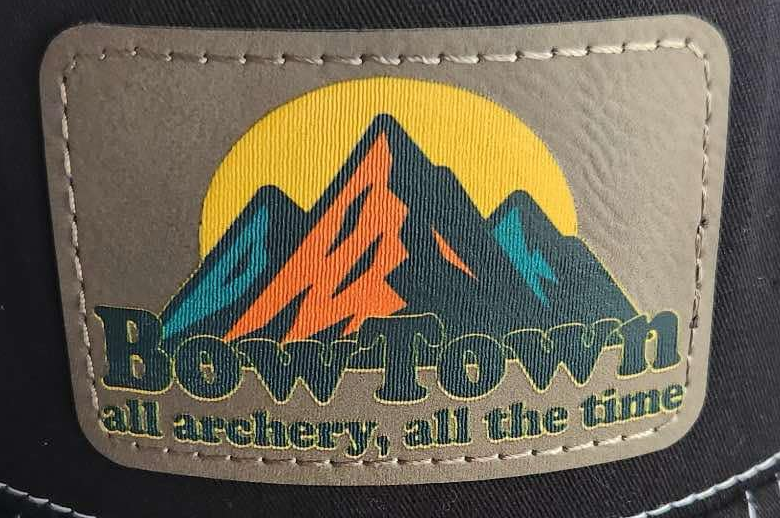 BowTown
all archery, all the time